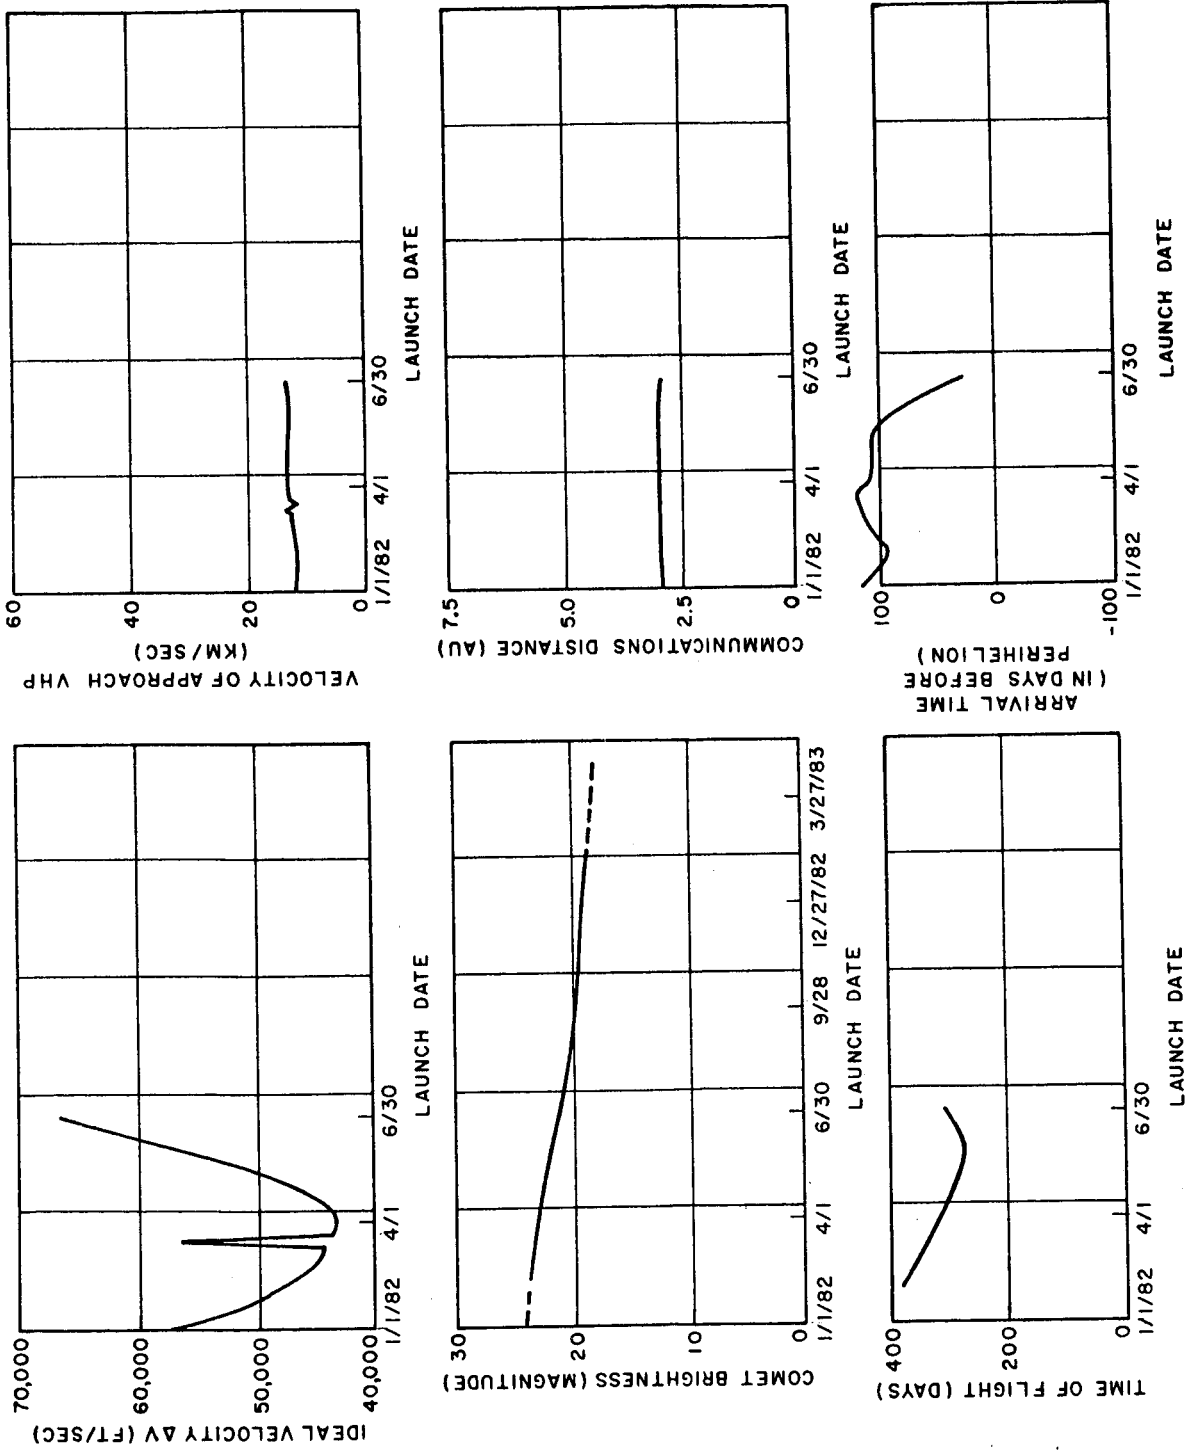 70,000
60,000
50,000
40,000
IDEAL VELOCITY ΔV (FT/SEC)
1/1/82 4/1 6/30
LAUNCH DATE
30
20
10
0
COMET BRIGHTNESS (MAGNITUDE)
1/1/82 4/1 6/30 9/28 12/27/82 3/27/83
LAUNCH DATE
400
200
0
TIME OF FLIGHT (DAYS)
1/1/82 4/1 6/30
LAUNCH DATE
60
40
20
0
VELOCITY OF APPROACH VHP
(KM/SEC)
1/1/82 4/1 6/30
LAUNCH DATE
7.5
5.0
2.5
0
COMMUNICATIONS DISTANCE (AU)
1/1/82 4/1 6/30
LAUNCH DATE
100
0
-100
ARRIVAL TIME
(IN DAYS BEFORE
PERIHELION)
1/1/82 4/1 6/30
LAUNCH DATE